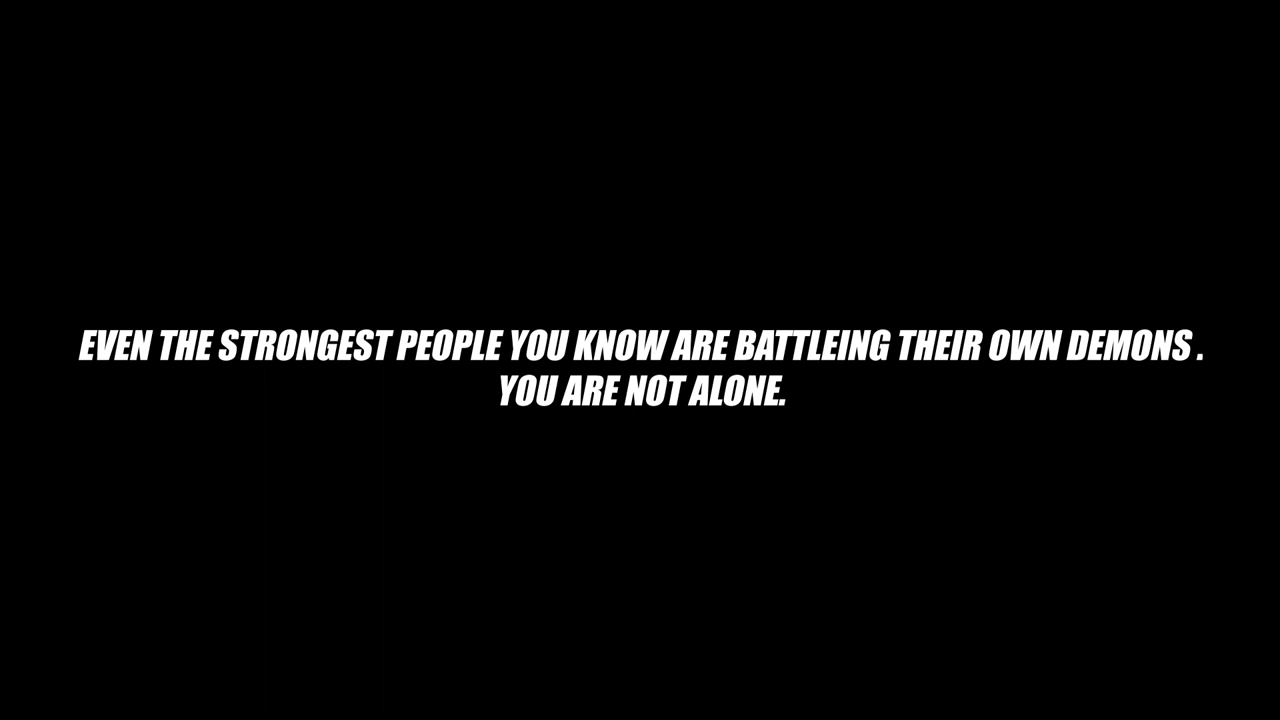 EVEN THE STRONGEST PEOPLE YOU KNOW ARE BATTLEING THEIR OWN DEMONS .
YOU ARE NOT ALONE.